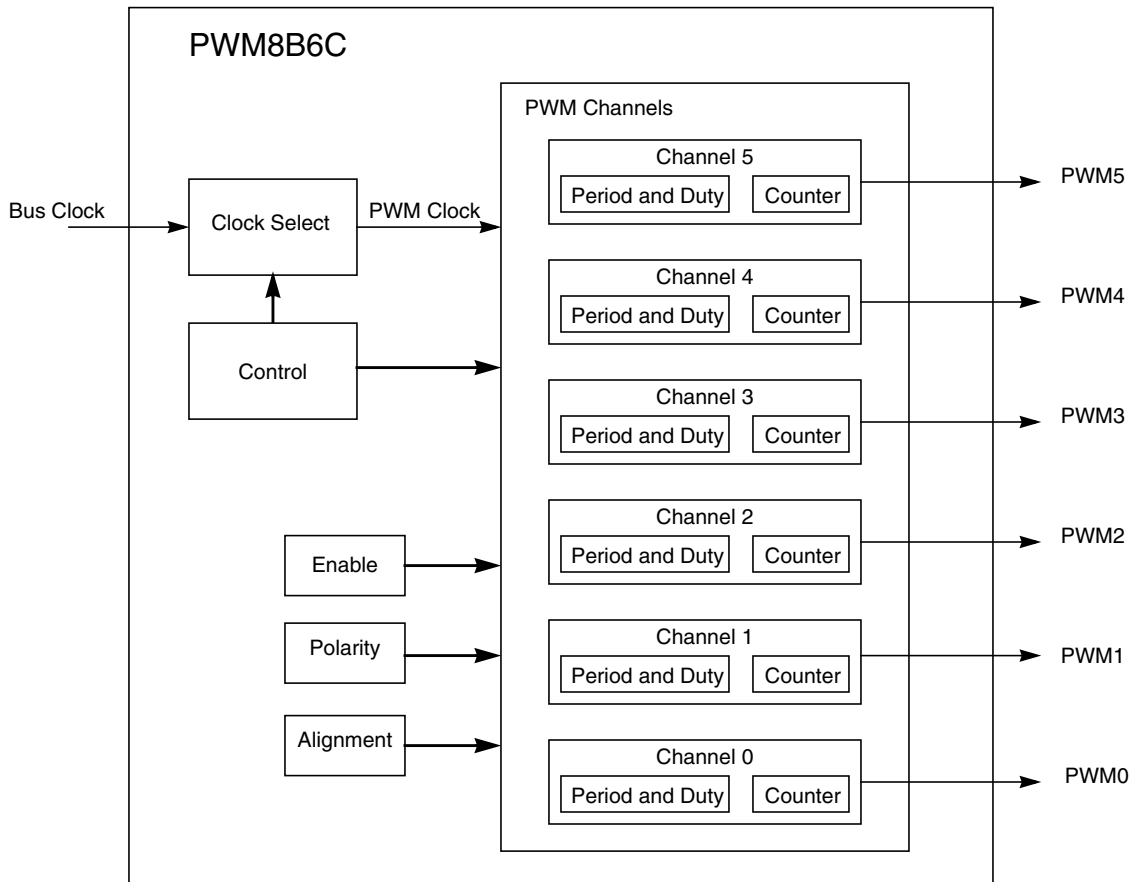 PWM8B6C
PWM Channels
Channel 5
Period and Duty
Counter
PWM5
Bus Clock
Clock Select
PWM Clock
Channel 4
Period and Duty
Counter
PWM4
Control
Channel 3
Period and Duty
Counter
PWM3
Channel 2
Period and Duty
Counter
PWM2
Enable
Channel 1
Period and Duty
Counter
PWM1
Polarity
Alignment
Channel 0
Period and Duty
Counter
PWM0